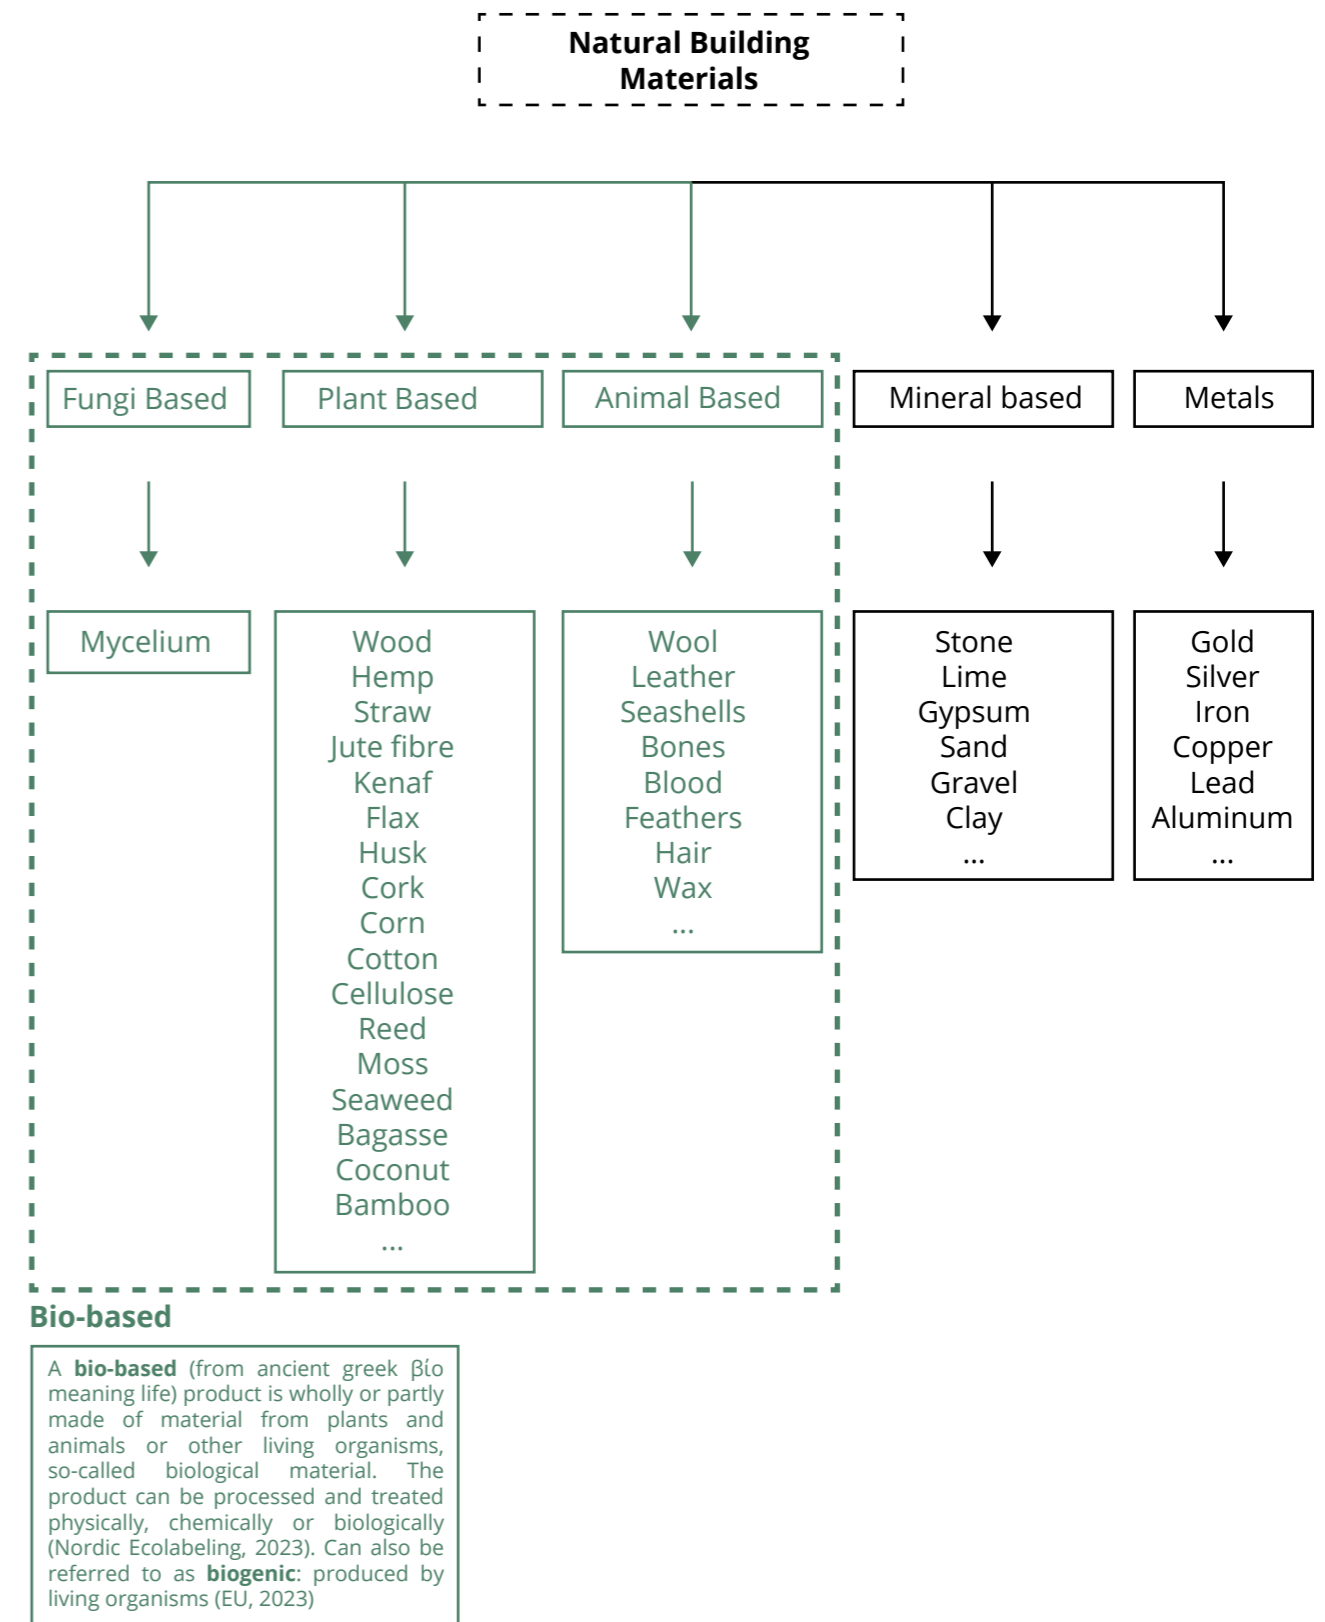 Natural Building
Materials
Fungi Based
Plant Based
Animal Based
Mineral based
Metals
Mycelium
Wood
Hemp
Straw
Jute fibre
Kenaf
Flax
Husk
Cork
Corn
Cotton
Cellulose
Reed
Moss
Seaweed
Bagasse
Coconut
Bamboo
...
Wool
Leather
Seashells
Bones
Blood
Feathers
Hair
Wax
...
Stone
Lime
Gypsum
Sand
Gravel
Clay
...
Gold
Silver
Iron
Copper
Lead
Aluminum
...
Bio-based
A bio-based (from ancient greek βίο
meaning life) product is wholly or partly
made of material from plants and
animals or other living organisms,
so-called biological material. The
product can be processed and treated
physically, chemically or biologically
(Nordic Ecolabeling, 2023). Can also be
referred to as biogenic: produced by
living organisms (EU, 2023)